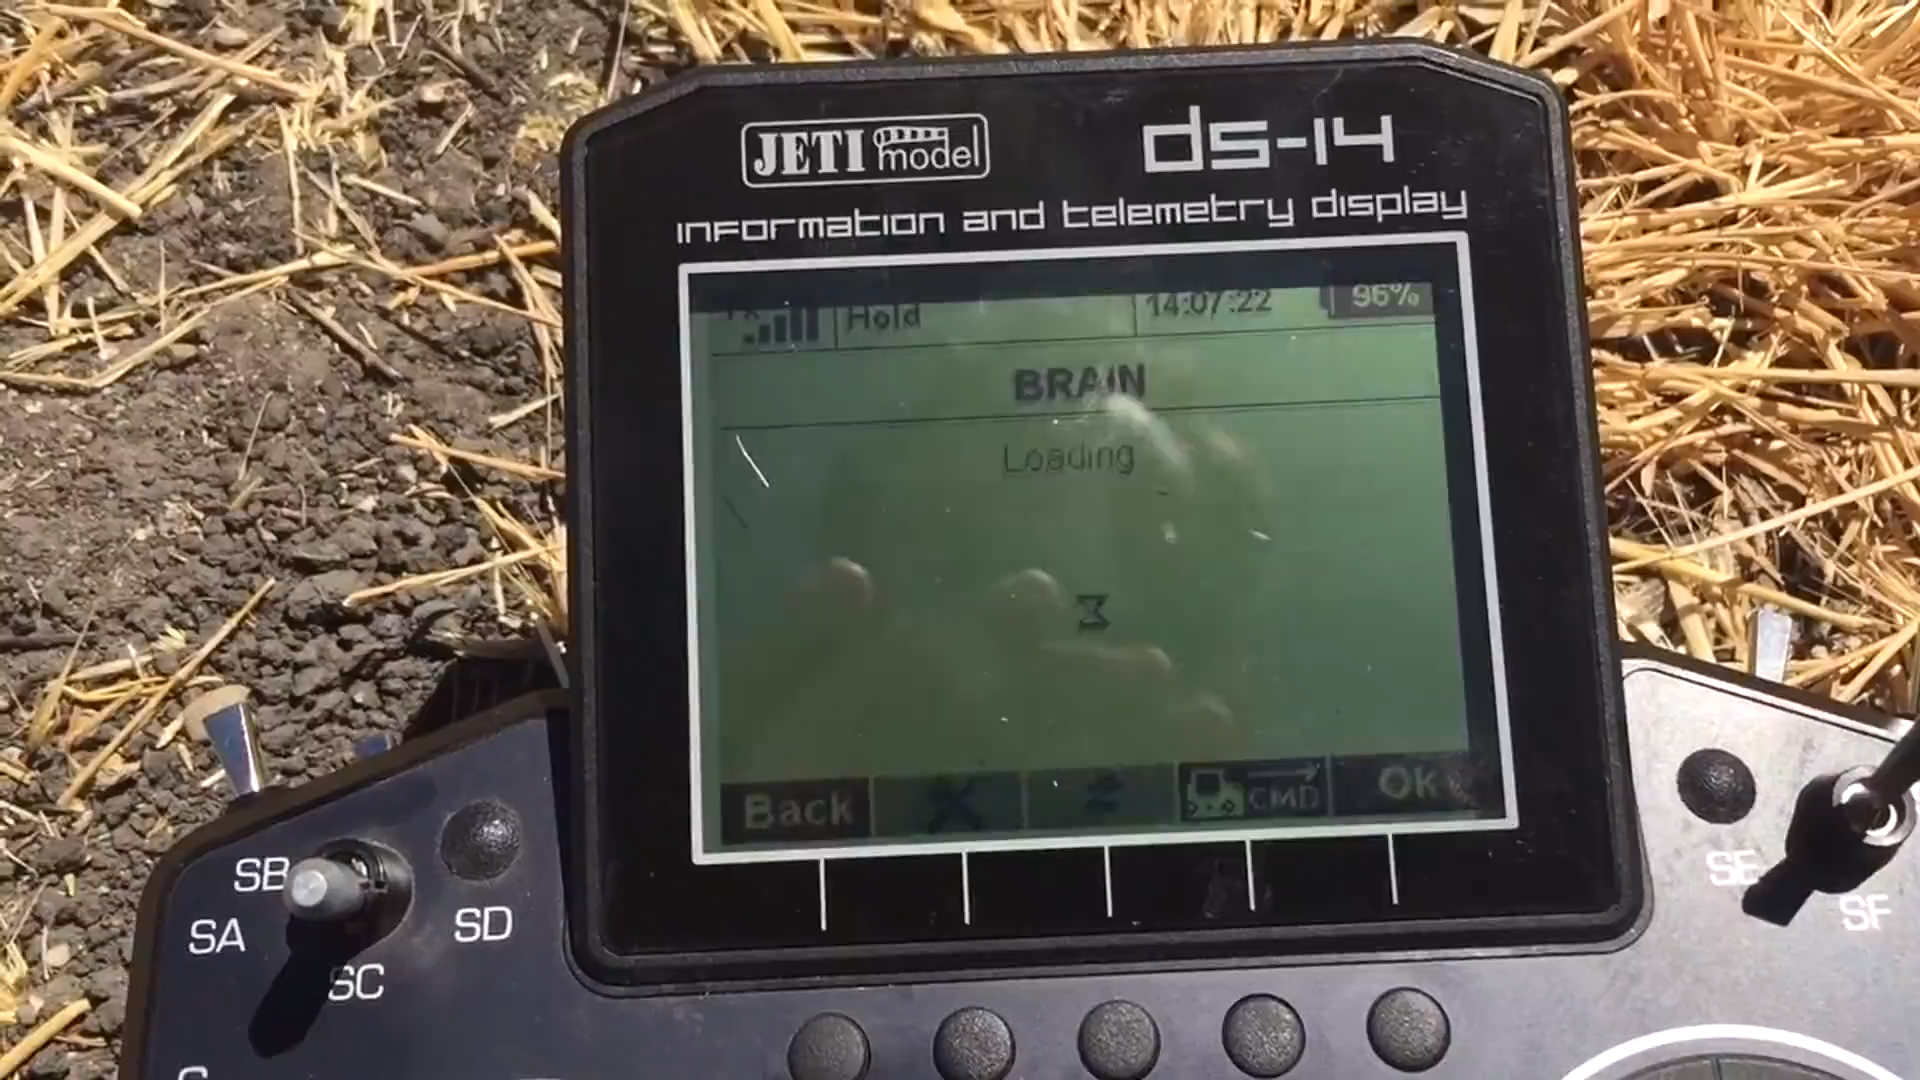 JETI model
DS-14
information and telemetry display
Tx Hold 14:07:22 96%
BRAIN
Loading
Back CMD Ok
SB
SA
SD
SC
SE
SF